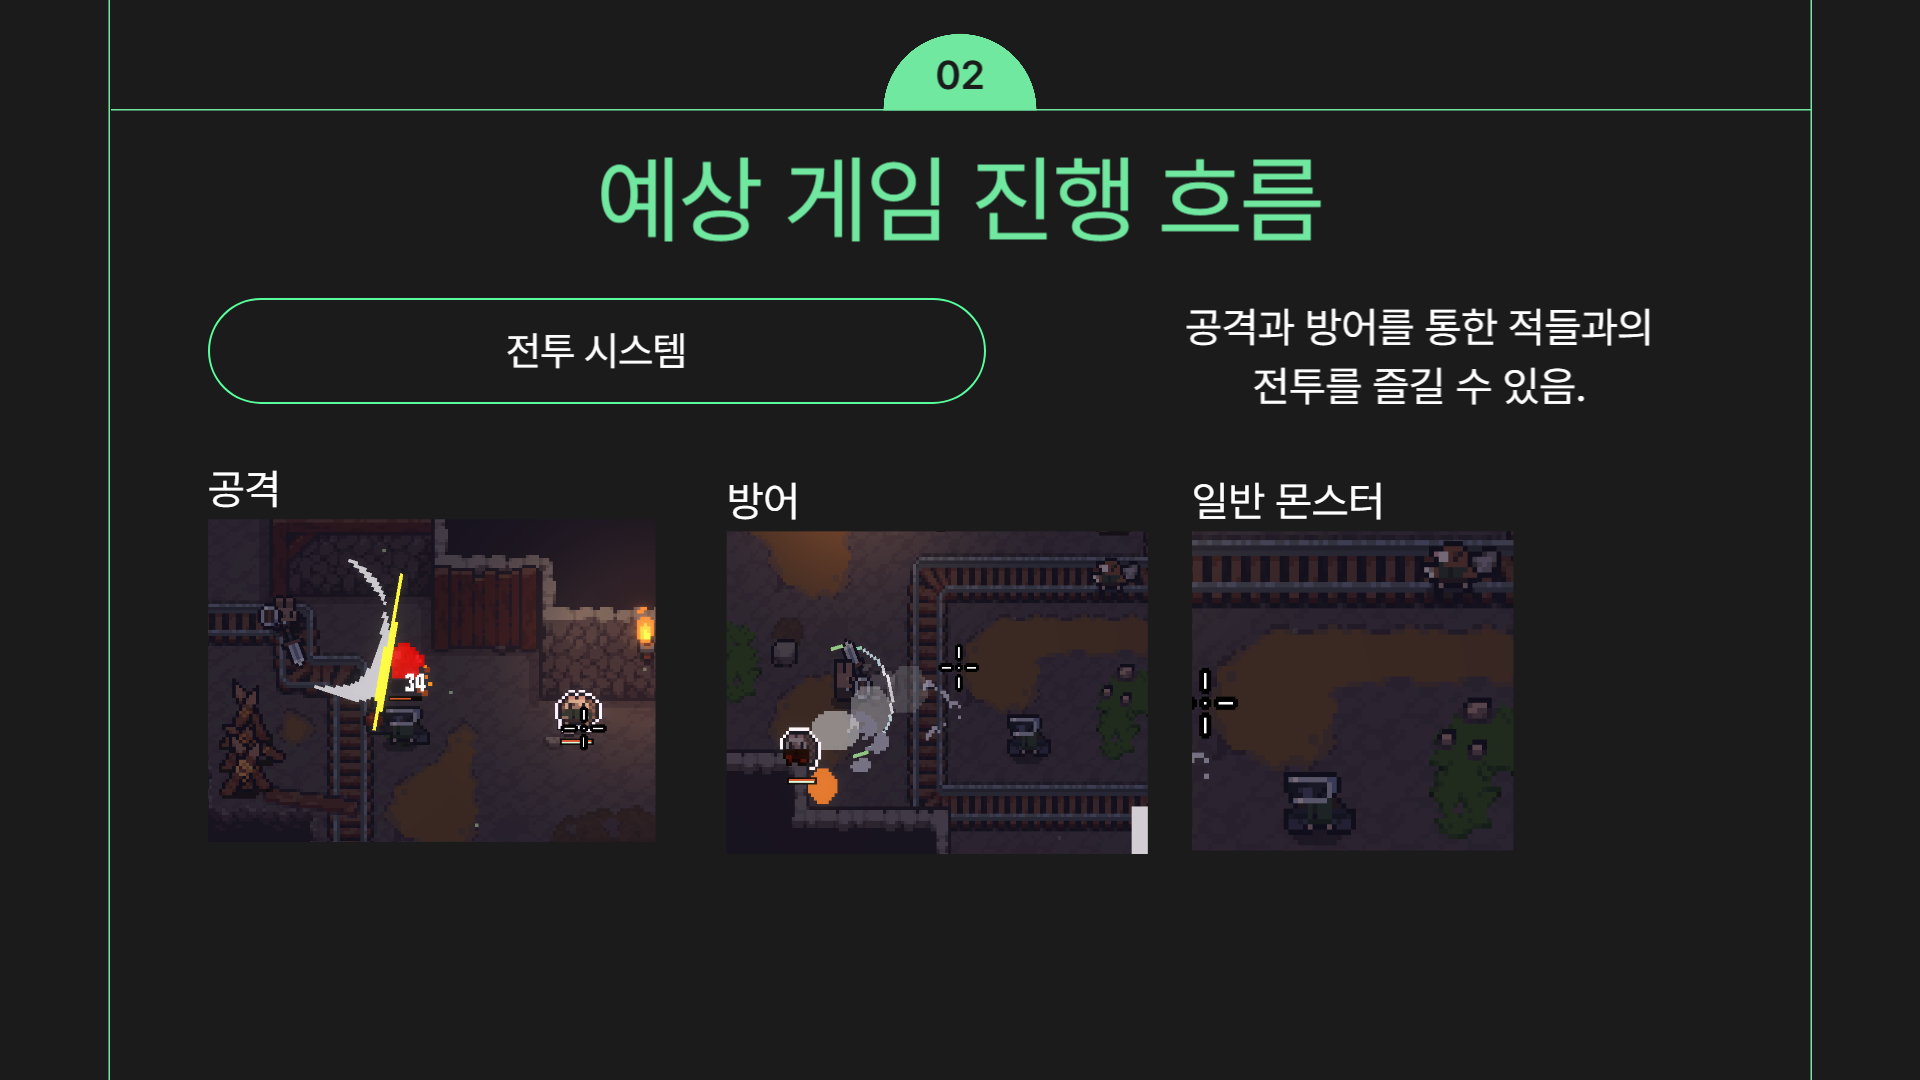 02
예상 게임 진행 흐름
전투 시스템
공격과 방어를 통한 적들과의
전투를 즐길 수 있음.
공격
방어
일반 몬스터
34